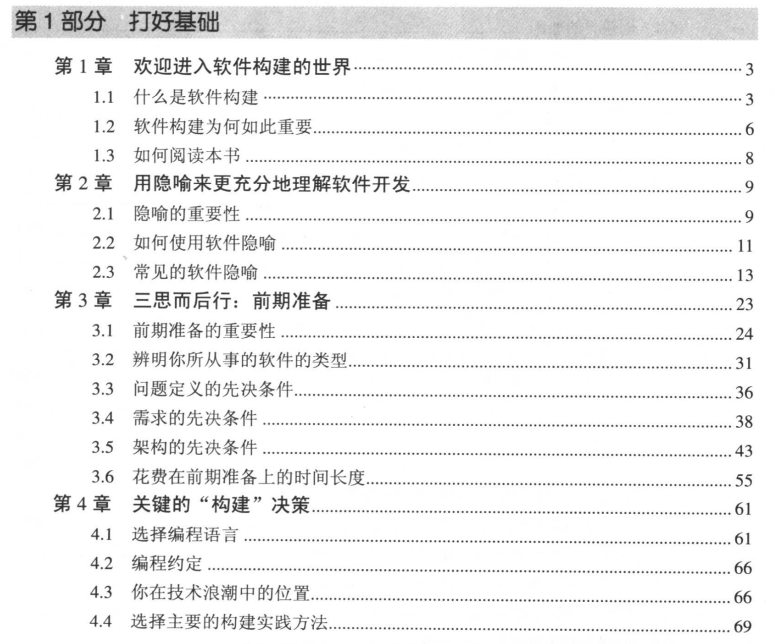 第1部分 打好基础
第1章 欢迎进入软件构建的世界 3
1.1 什么是软件构建 3
1.2 软件构建为何如此重要 6
1.3 如何阅读本书 8
第2章 用隐喻来更充分地理解软件开发 9
2.1 隐喻的重要性 9
2.2 如何使用软件隐喻 11
2.3 常见的软件隐喻 13
第3章 三思而后行：前期准备 23
3.1 前期准备的重要性 24
3.2 辨明你所从事的软件的类型 31
3.3 问题定义的先决条件 36
3.4 需求的先决条件 38
3.5 架构的先决条件 43
3.6 花费在前期准备上的时间长度 55
第4章 关键的“构建”决策 61
4.1 选择编程语言 61
4.2 编程约定 66
4.3 你在技术浪潮中的位置 66
4.4 选择主要的构建实践方法 69